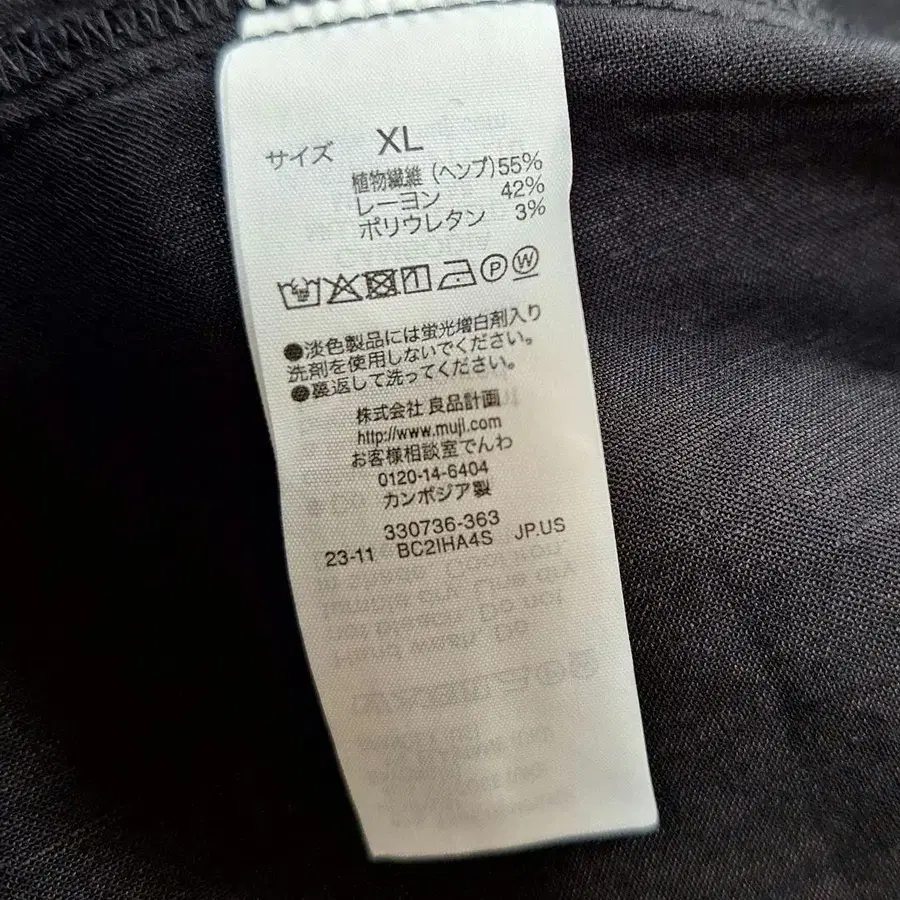 サイズ XL
植物繊維 (ヘンプ) 55%
レーヨン 42%
ポリウレタン 3%
P W
●淡色製品には蛍光増白剤入り
洗剤を使用しないでください。
●裏返して洗ってください。
株式会社 良品計画
http://www.muji.com
お客様相談室でんわ
0120-14-6404
カンボジア製
330736-363
23-11 BC2IHA4S JP.US